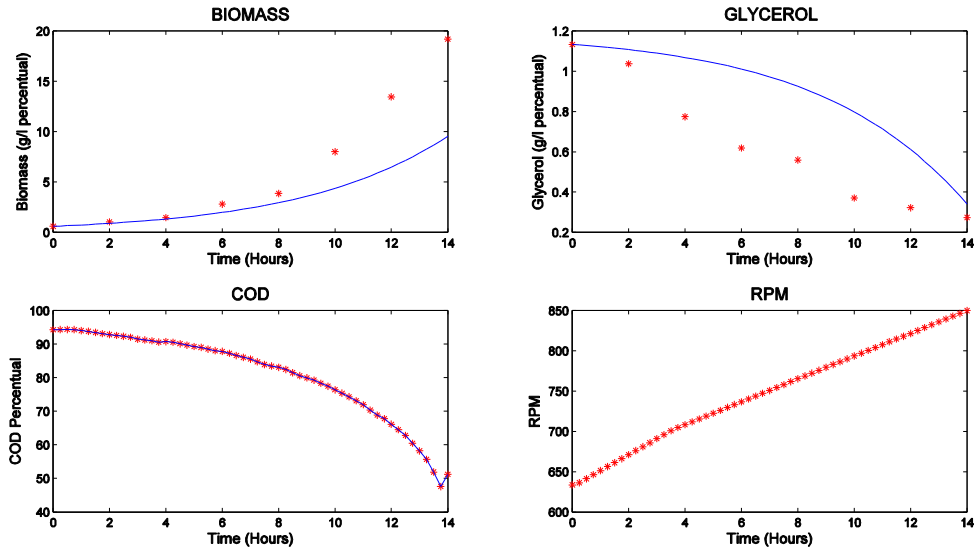 BIOMASS
Biomass (g/l percentual)
20
15
10
5
0
0 2 4 6 8 10 12 14
Time (Hours)
GLYCEROL
Glycerol (g/l percentual)
1.2
1
0.8
0.6
0.4
0.2
0 2 4 6 8 10 12 14
Time (Hours)
COD
COD Percentual
100
90
80
70
60
50
40
0 2 4 6 8 10 12 14
Time (Hours)
RPM
RPM
850
800
750
700
650
600
0 2 4 6 8 10 12 14
Time (Hours)